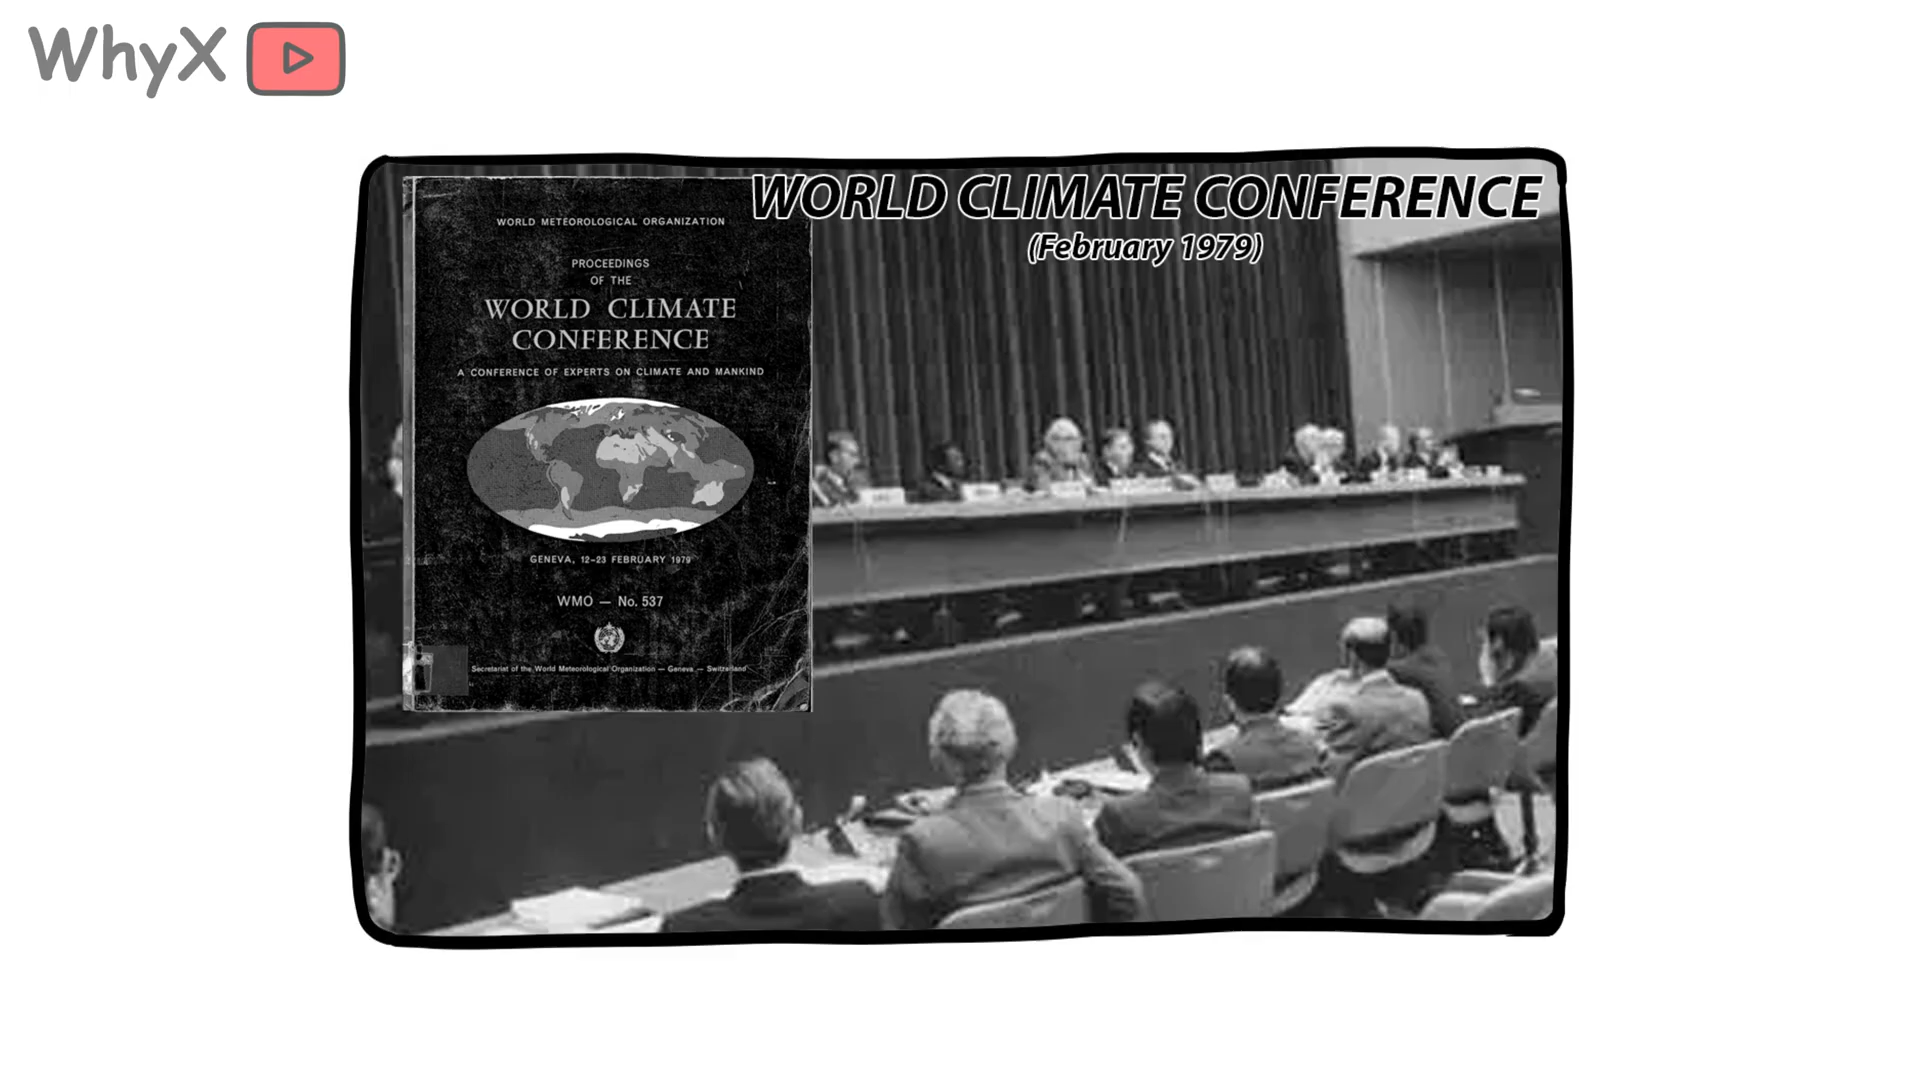 WhyX
WORLD CLIMATE CONFERENCE
(February 1979)
WORLD METEOROLOGICAL ORGANIZATION
PROCEEDINGS
OF THE
WORLD CLIMATE
CONFERENCE
A CONFERENCE OF EXPERTS ON CLIMATE AND MANKIND
GENEVA, 12–23 FEBRUARY 1979
WMO — No. 537
Secretariat of the World Meteorological Organization — Geneva — Switzerland